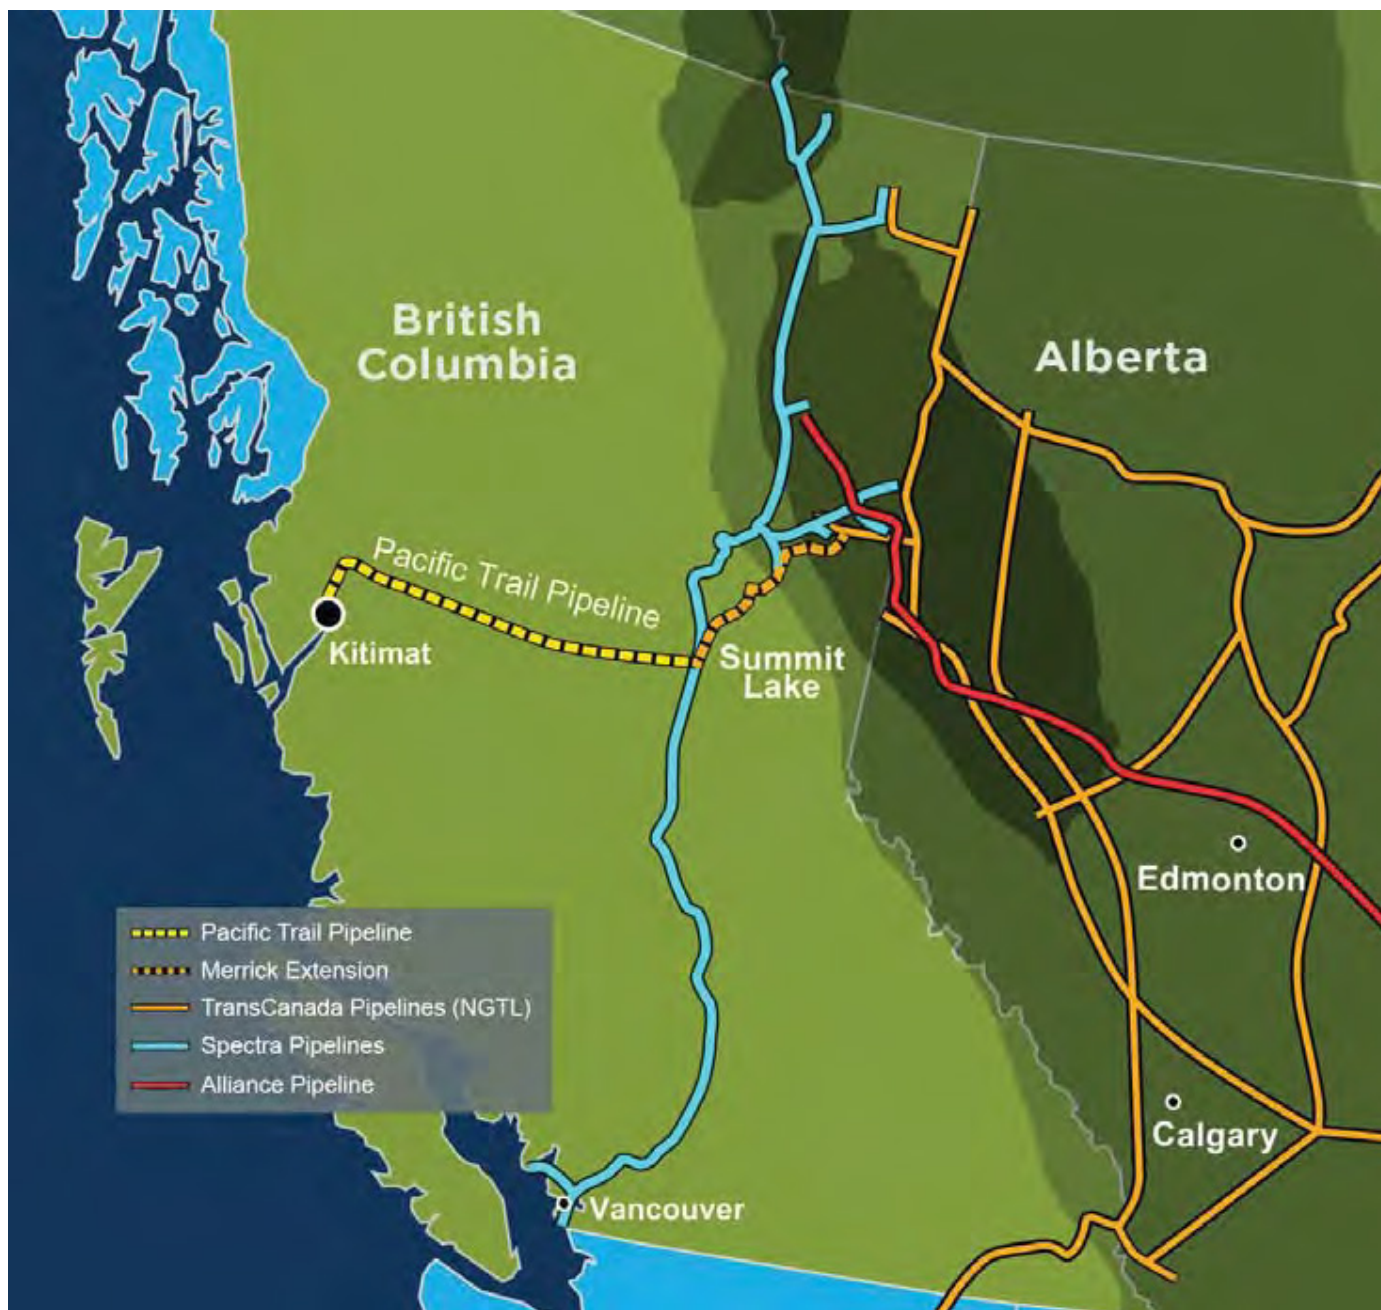 British
Columbia
Alberta
Pacific Trail Pipeline
Kitimat
Summit
Lake
Edmonton
Pacific Trail Pipeline
Merrick Extension
TransCanada Pipelines (NGTL)
Spectra Pipelines
Alliance Pipeline
Calgary
Vancouver